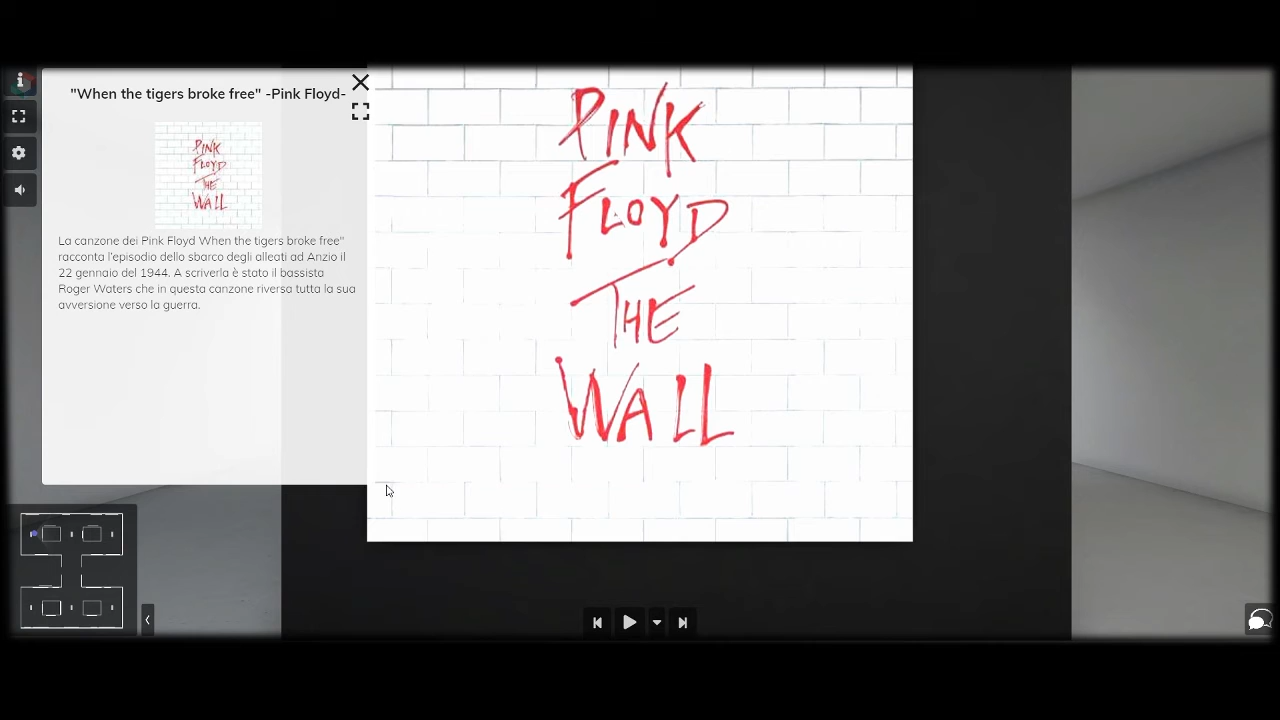 "When the tigers broke free" -Pink Floyd-
PINK
FLOYD
THE
WALL
La canzone dei Pink Floyd When the tigers broke free"
racconta l'episodio dello sbarco degli alleati ad Anzio il
22 gennaio del 1944. A scriverla è stato il bassista
Roger Waters che in questa canzone riversa tutta la sua
avversione verso la guerra.
PINK
FLOYD
THE
WALL